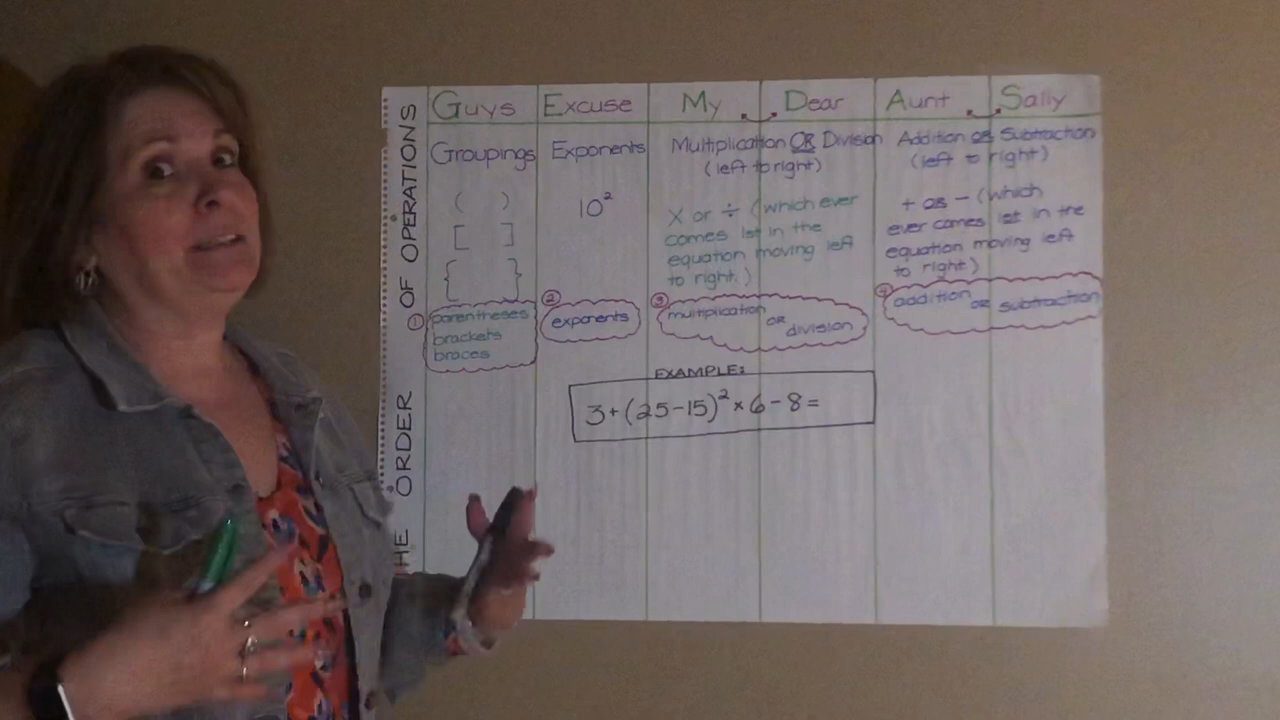 THE ORDER OF OPERATIONS
Guys Excuse My Dear Aunt Sally
Groupings
( )
[ ]
{ }
① parentheses
brackets
braces
Exponents
10²
② exponents
Multiplication OR Division
(left to right)
X or ÷ (which ever
comes 1st in the
equation moving left
to right.)
③ multiplication
OR
division
Addition OR Subtraction
(left to right)
+ OR - (which
ever comes 1st in the
equation moving left
to right)
④ addition OR subtraction
EXAMPLE:
3+(25-15)²×6-8=